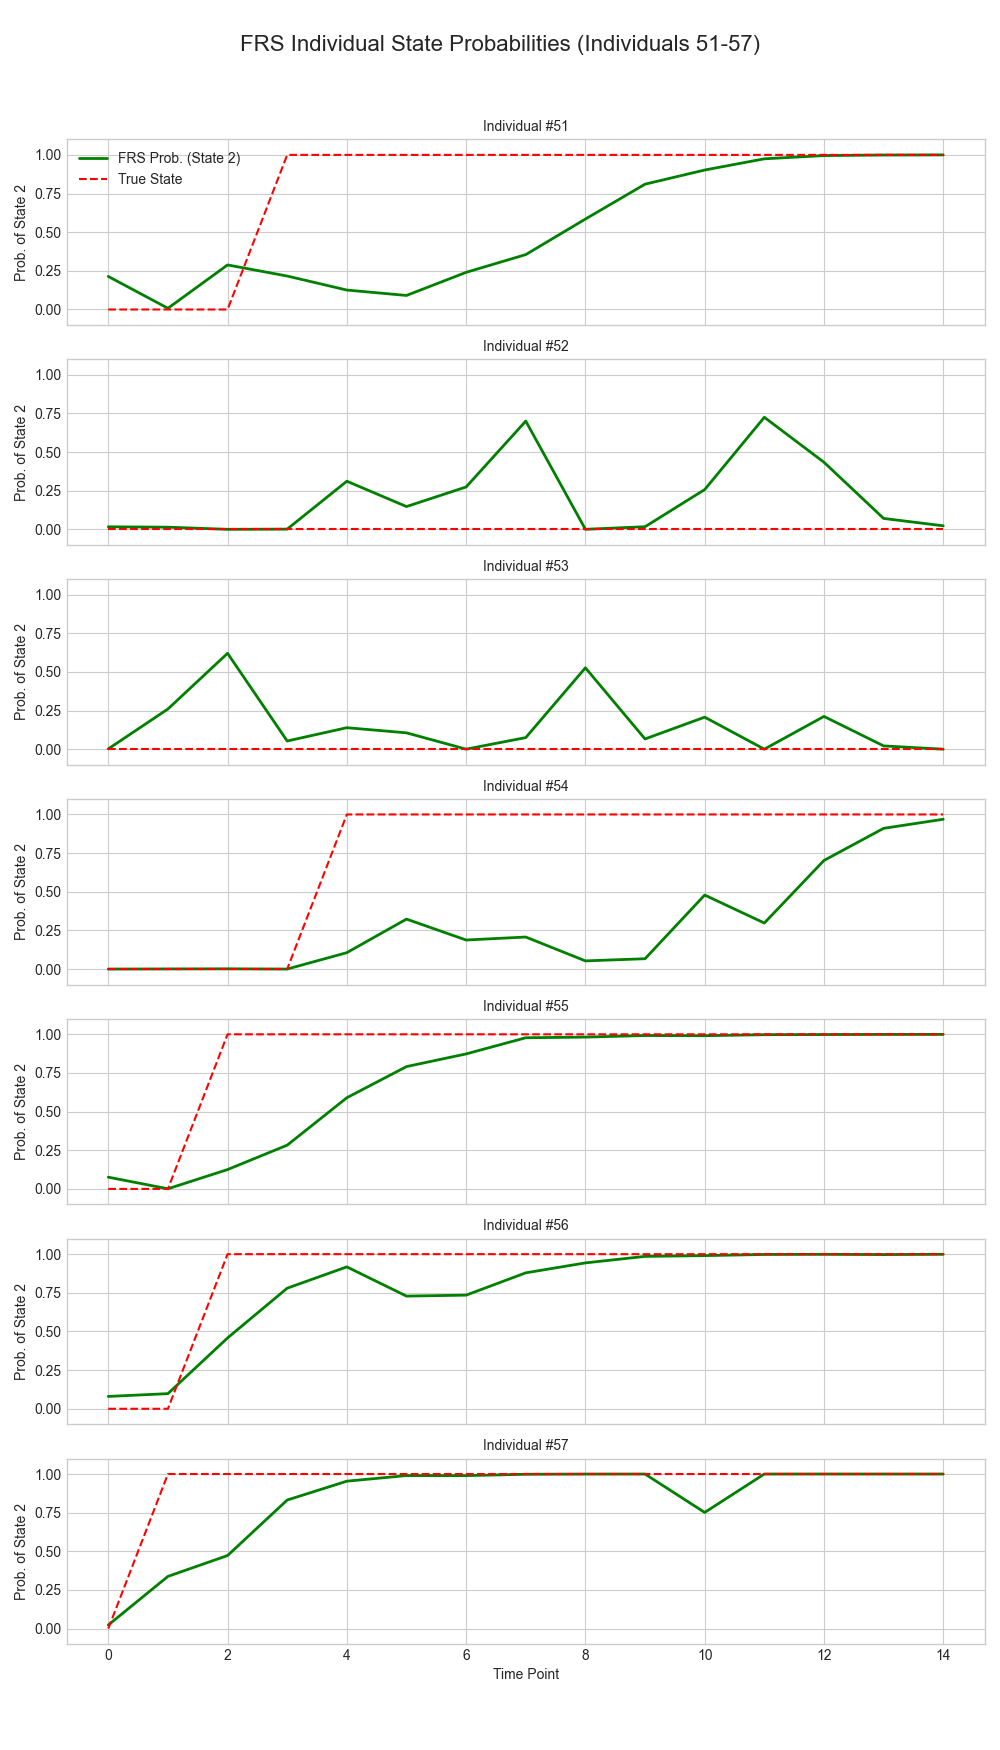 FRS Individual State Probabilities (Individuals 51-57)
Individual #51
1.00
0.75
0.50
0.25
0.00
Prob. of State 2
FRS Prob. (State 2)
True State
Individual #52
1.00
0.75
0.50
0.25
0.00
Prob. of State 2
Individual #53
1.00
0.75
0.50
0.25
0.00
Prob. of State 2
Individual #54
1.00
0.75
0.50
0.25
0.00
Prob. of State 2
Individual #55
1.00
0.75
0.50
0.25
0.00
Prob. of State 2
Individual #56
1.00
0.75
0.50
0.25
0.00
Prob. of State 2
Individual #57
1.00
0.75
0.50
0.25
0.00
Prob. of State 2
0 2 4 6 8 10 12 14
Time Point